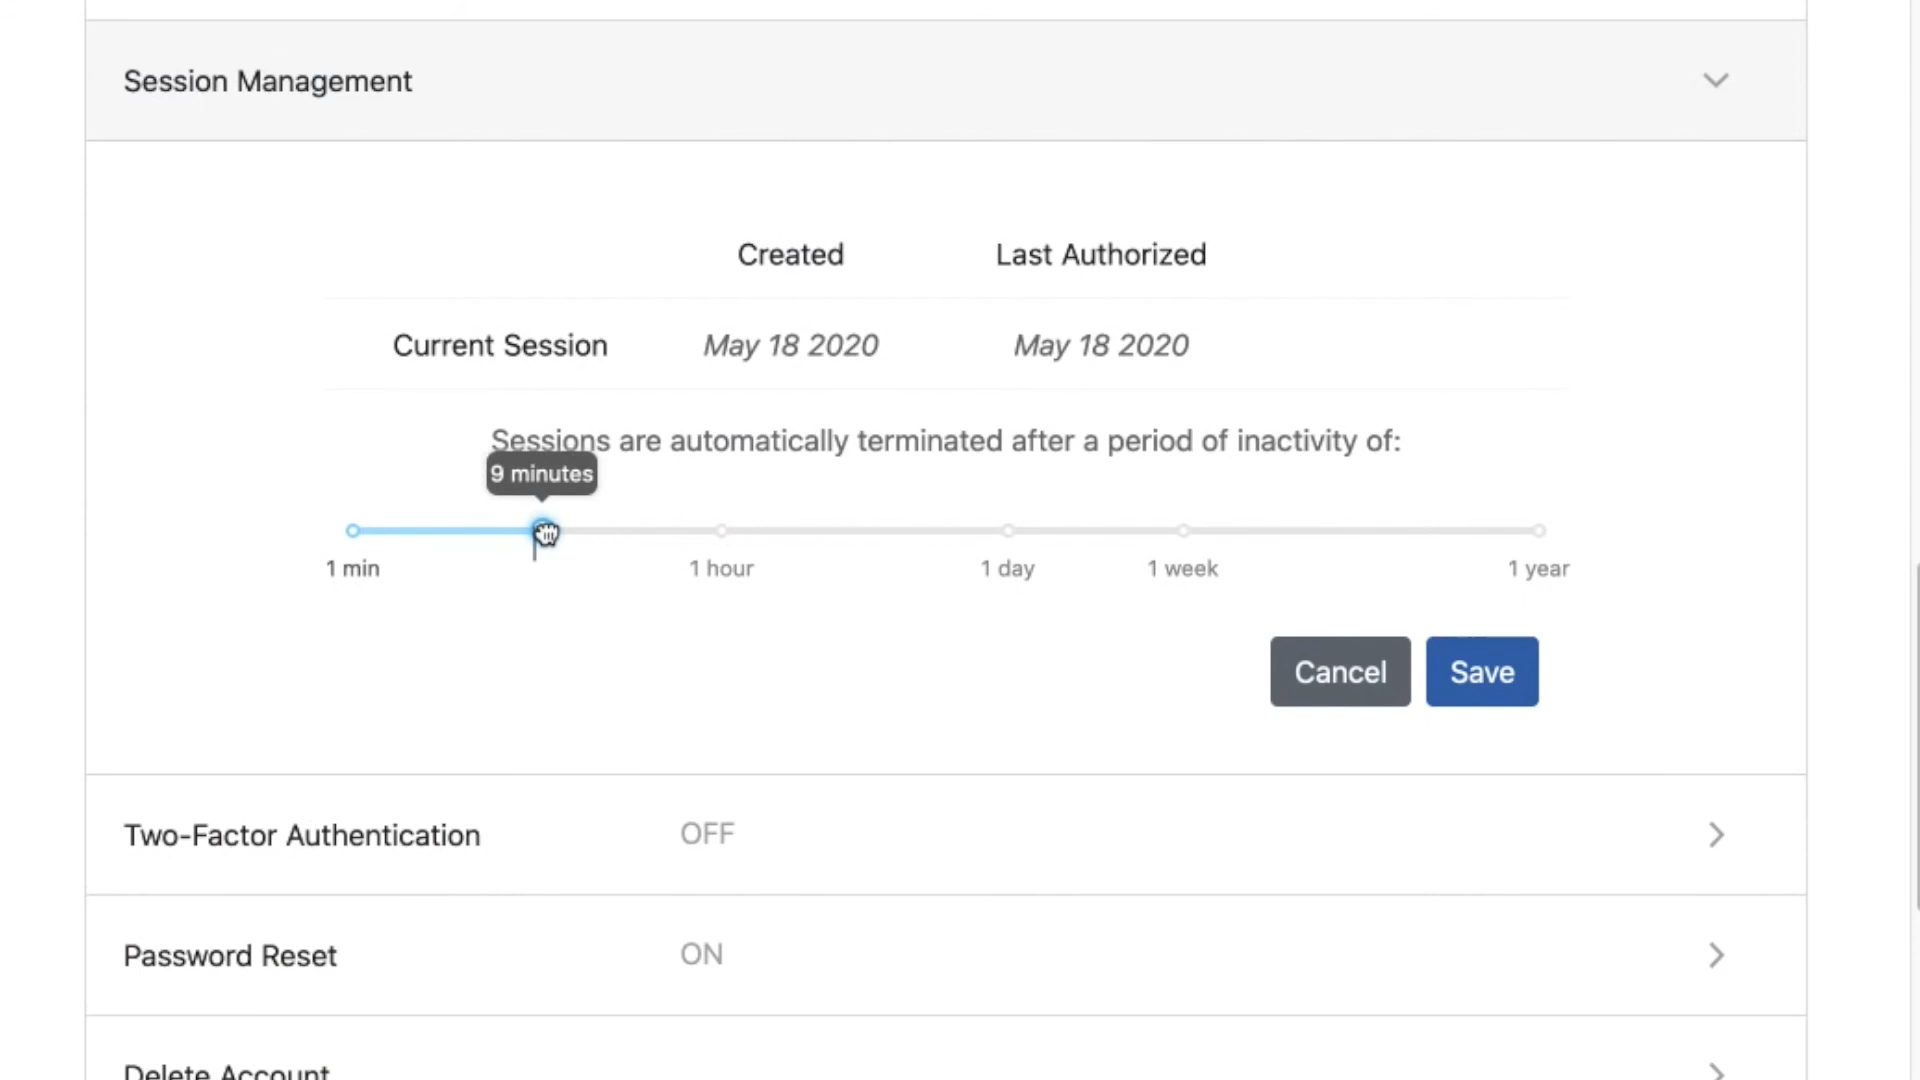 Session Management
Created Last Authorized
Current Session May 18 2020 May 18 2020
Sessions are automatically terminated after a period of inactivity of:
9 minutes
1 min 1 hour 1 day 1 week 1 year
Cancel Save
Two-Factor Authentication OFF
Password Reset ON
Delete Account